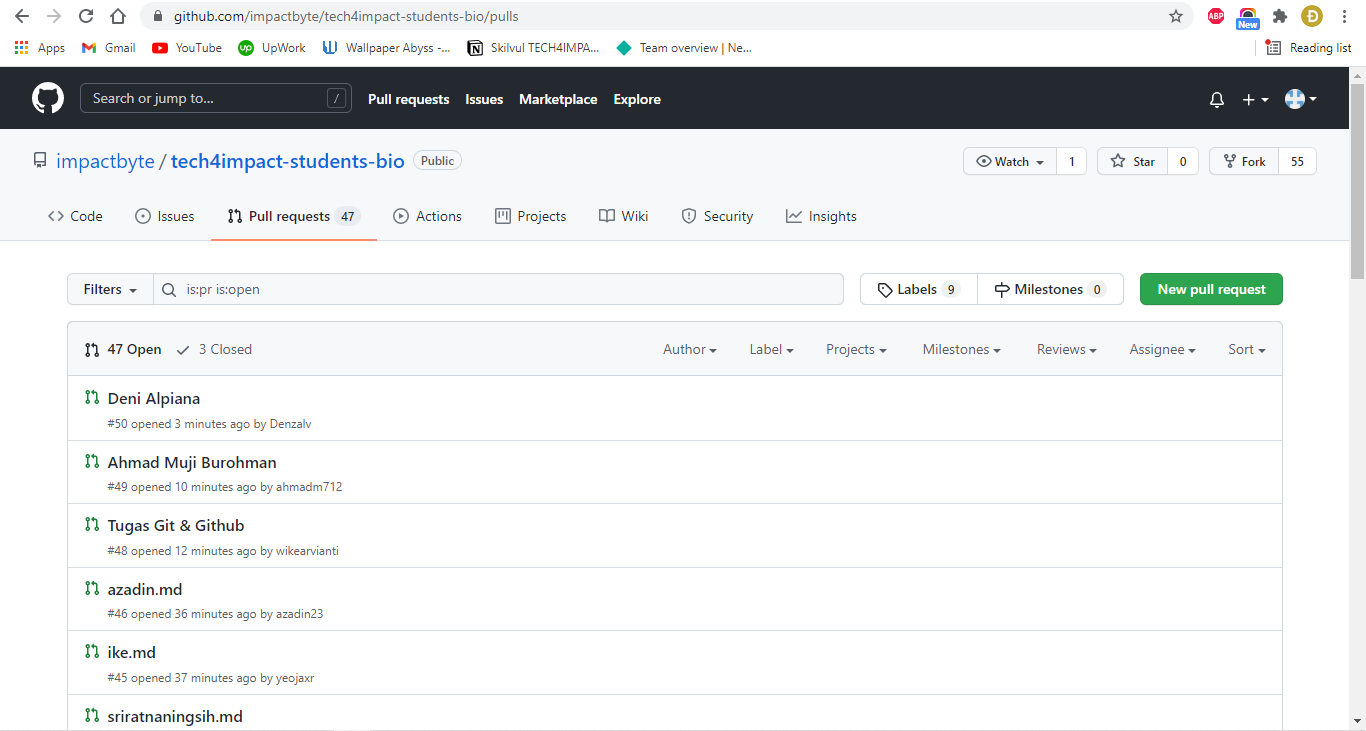 github.com/impactbyte/tech4impact-students-bio/pulls
ABP
New
Đ
Apps
Gmail
YouTube
up UpWork
Wallpaper Abyss -...
Skilvul TECH4IMPA...
Team overview | Ne...
Reading list
Search or jump to...
/
Pull requests
Issues
Marketplace
Explore
impactbyte / tech4impact-students-bio
Public
Watch 1
Star 0
Fork 55
Code
Issues
Pull requests 47
Actions
Projects
Wiki
Security
Insights
Filters
is:pr is:open
Labels 9
Milestones 0
New pull request
47 Open
3 Closed
Author
Label
Projects
Milestones
Reviews
Assignee
Sort
Deni Alpiana
#50 opened 3 minutes ago by Denzalv
Ahmad Muji Burohman
#49 opened 10 minutes ago by ahmadm712
Tugas Git & Github
#48 opened 12 minutes ago by wikearvianti
azadin.md
#46 opened 36 minutes ago by azadin23
ike.md
#45 opened 37 minutes ago by yeojaxr
sriratnaningsih.md